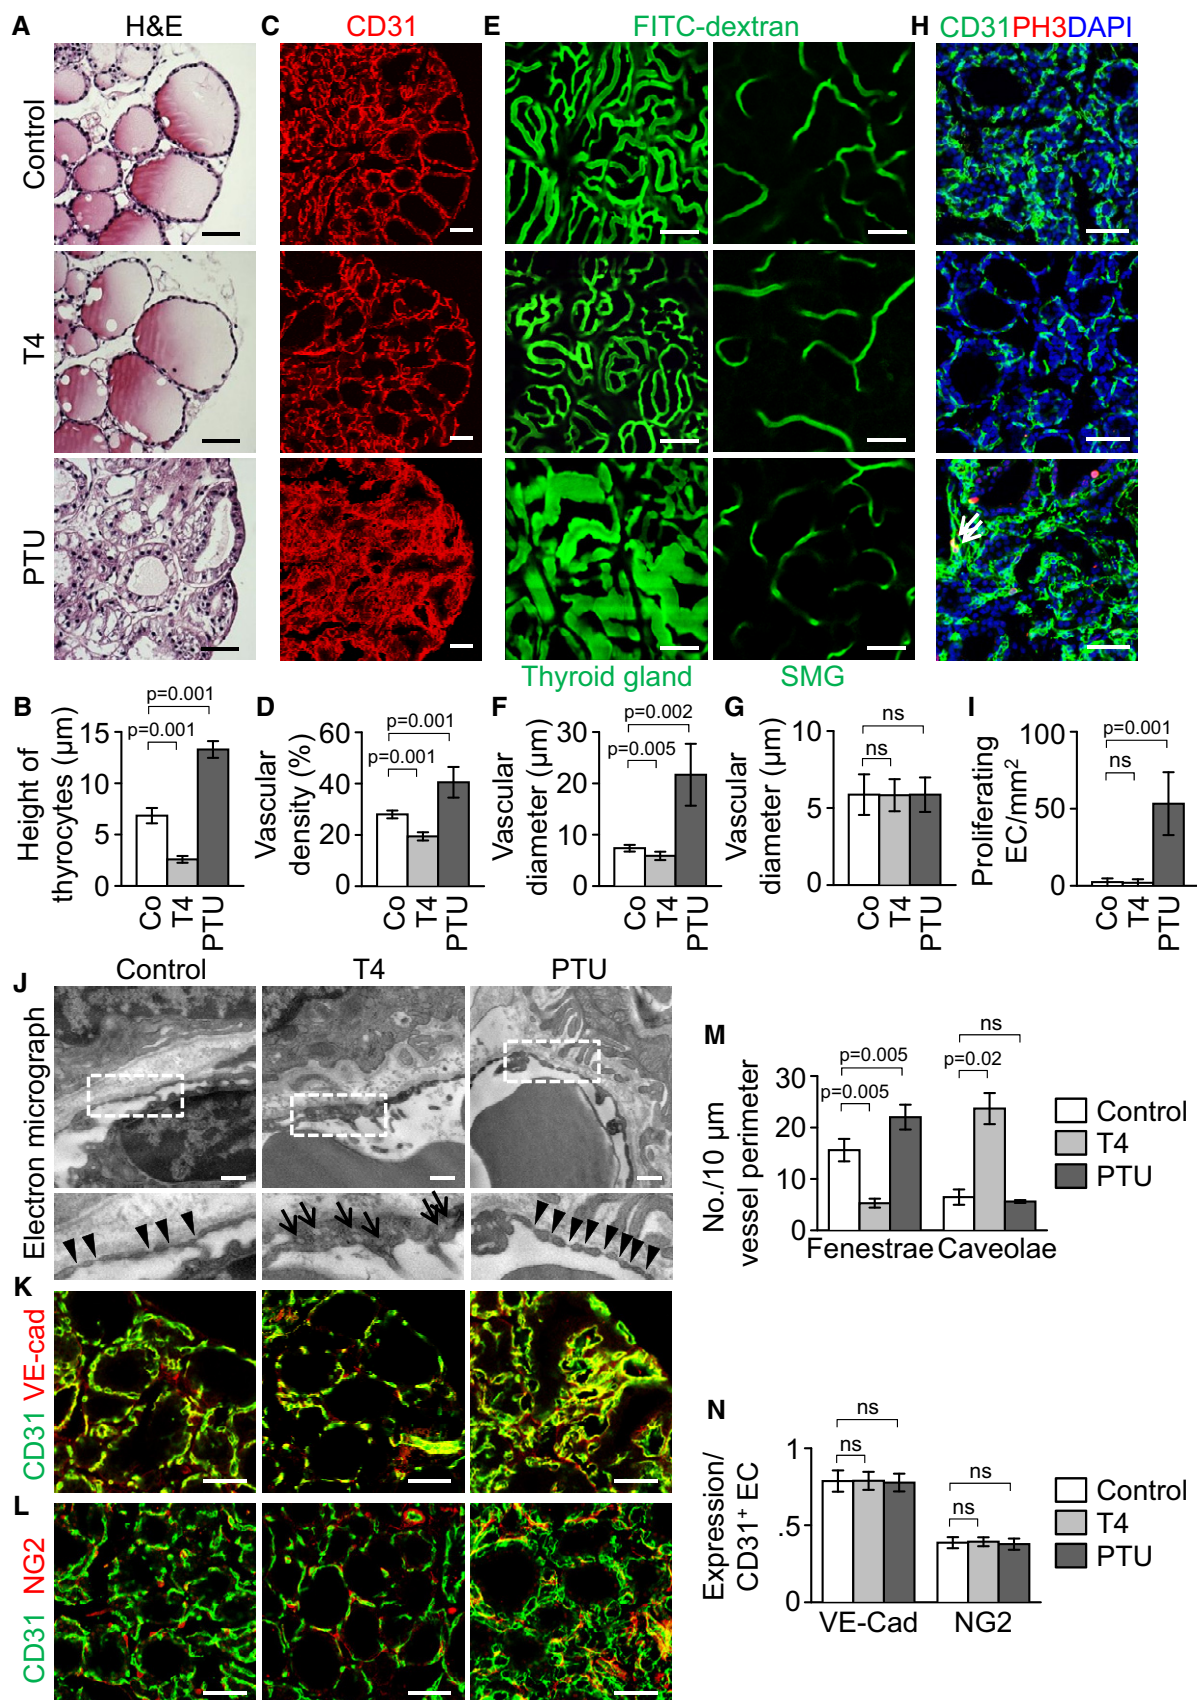 A H&E C CD31 E FITC-dextran H CD31PH3DAPI
Control
T4
PTU
Thyroid gland SMG
B
Height of
thyrocytes (µm)
p=0.001
p=0.001
15
10
5
0
Co T4 PTU
D
Vascular
density (%)
p=0.001
p=0.001
60
40
20
0
Co T4 PTU
F
Vascular
diameter (µm)
p=0.002
p=0.005
30
20
10
0
Co T4 PTU
G
Vascular
diameter (µm)
ns
ns
10
5
0
Co T4 PTU
I
Proliferating
EC/mm²
p=0.001
ns
100
50
0
Co T4 PTU
J Control T4 PTU
Electron micrograph
K
CD31 VE-cad
L
CD31 NG2
M
No./10 µm
vessel perimeter
ns
p=0.005 p=0.02
p=0.005
30
20
10
0
Fenestrae Caveolae
Control
T4
PTU
N
Expression/
CD31⁺ EC
ns
ns
ns
ns
1
.5
0
VE-Cad NG2
Control
T4
PTU